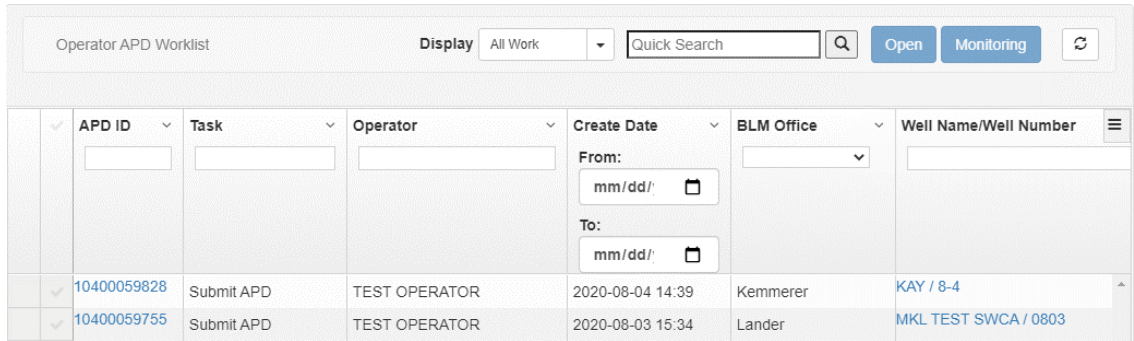 Operator APD Worklist Display All Work Quick Search Open Monitoring
APD ID Task Operator Create Date BLM Office Well Name/Well Number
From:
mm/dd/
To:
mm/dd/
10400059828 Submit APD TEST OPERATOR 2020-08-04 14:39 Kemmerer KAY / 8-4
10400059755 Submit APD TEST OPERATOR 2020-08-03 15:34 Lander MKL TEST SWCA / 0803